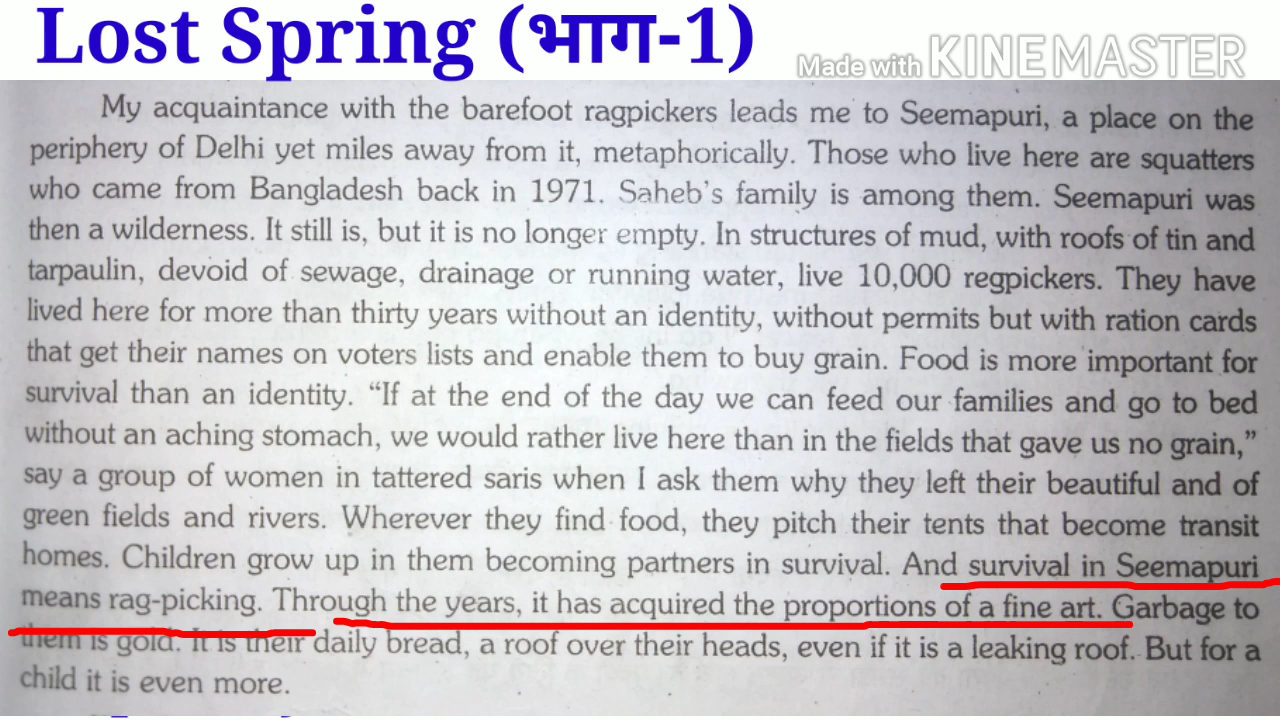 Lost Spring (भाग-1)
Made with KINEMASTER
My acquaintance with the barefoot ragpickers leads me to Seemapuri, a place on the
periphery of Delhi yet miles away from it, metaphorically. Those who live here are squatters
who came from Bangladesh back in 1971. Saheb's family is among them. Seemapuri was
then a wilderness. It still is, but it is no longer empty. In structures of mud, with roofs of tin and
tarpaulin, devoid of sewage, drainage or running water, live 10,000 regpickers. They have
lived here for more than thirty years without an identity, without permits but with ration cards
that get their names on voters lists and enable them to buy grain. Food is more important for
survival than an identity. “If at the end of the day we can feed our families and go to bed
without an aching stomach, we would rather live here than in the fields that gave us no grain,”
say a group of women in tattered saris when I ask them why they left their beautiful and of
green fields and rivers. Wherever they find food, they pitch their tents that become transit
homes. Children grow up in them becoming partners in survival. And survival in Seemapuri
means rag-picking. Through the years, it has acquired the proportions of a fine art. Garbage to
them is gold. It is their daily bread, a roof over their heads, even if it is a leaking roof. But for a
child it is even more.